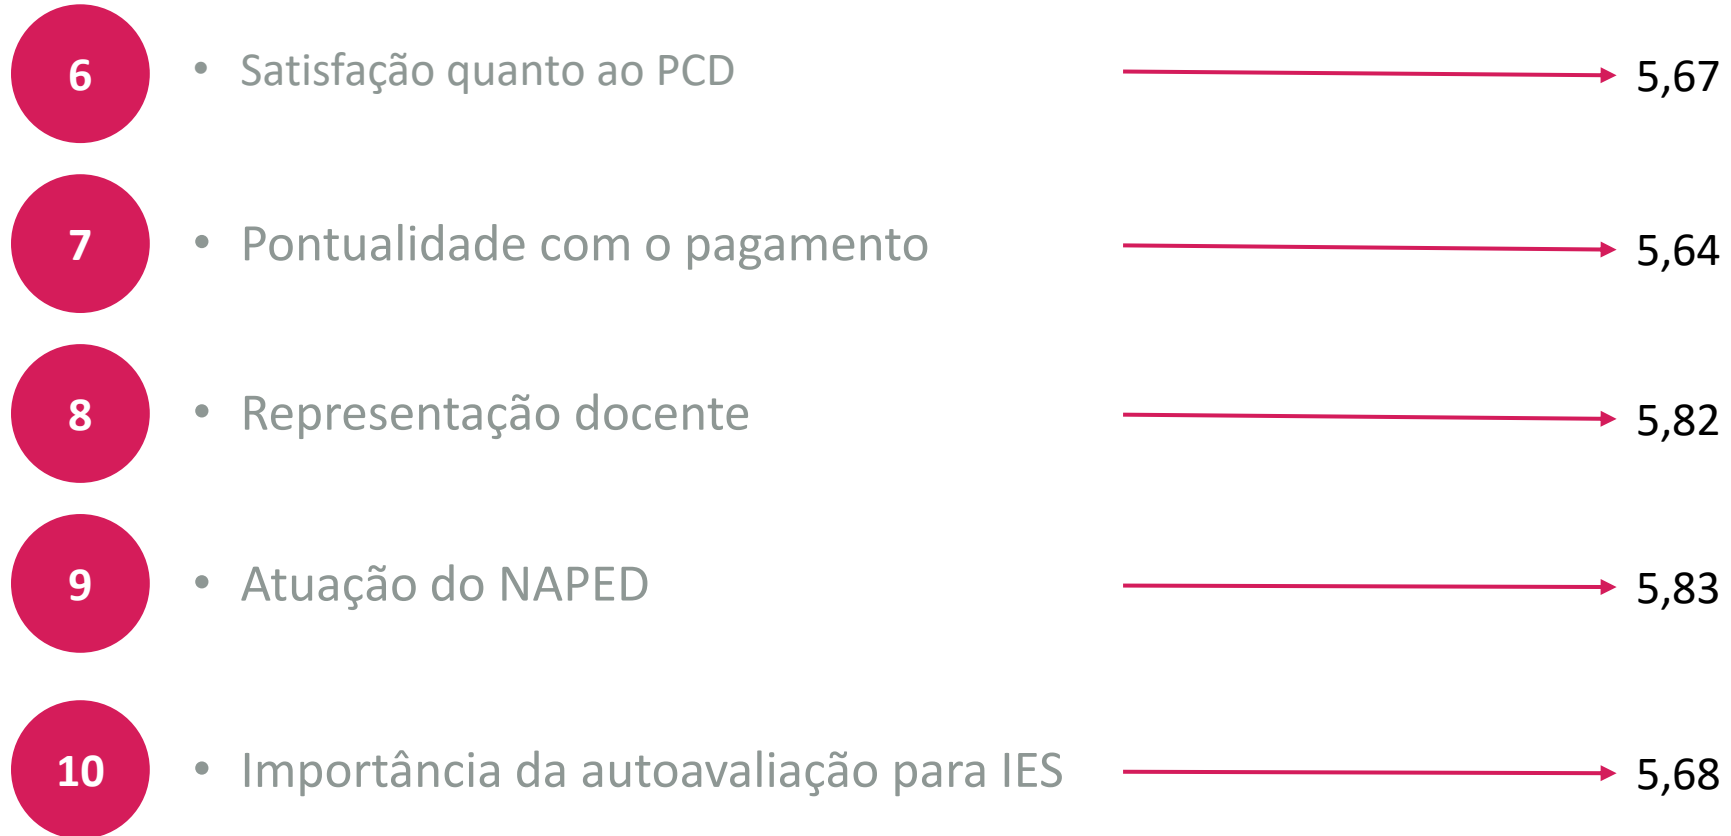 6 • Satisfação quanto ao PCD 5,67
7 • Pontualidade com o pagamento 5,64
8 • Representação docente 5,82
9 • Atuação do NAPED 5,83
10 • Importância da autoavaliação para IES 5,68